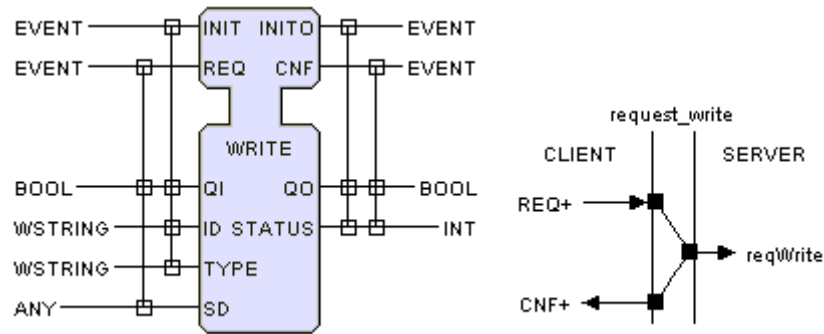 EVENT INIT INITO EVENT
EVENT REQ CNF EVENT
WRITE
BOOL QI QO BOOL
WSTRING ID STATUS INT
WSTRING TYPE
ANY SD
request_write
CLIENT SERVER
REQ+
reqWrite
CNF+